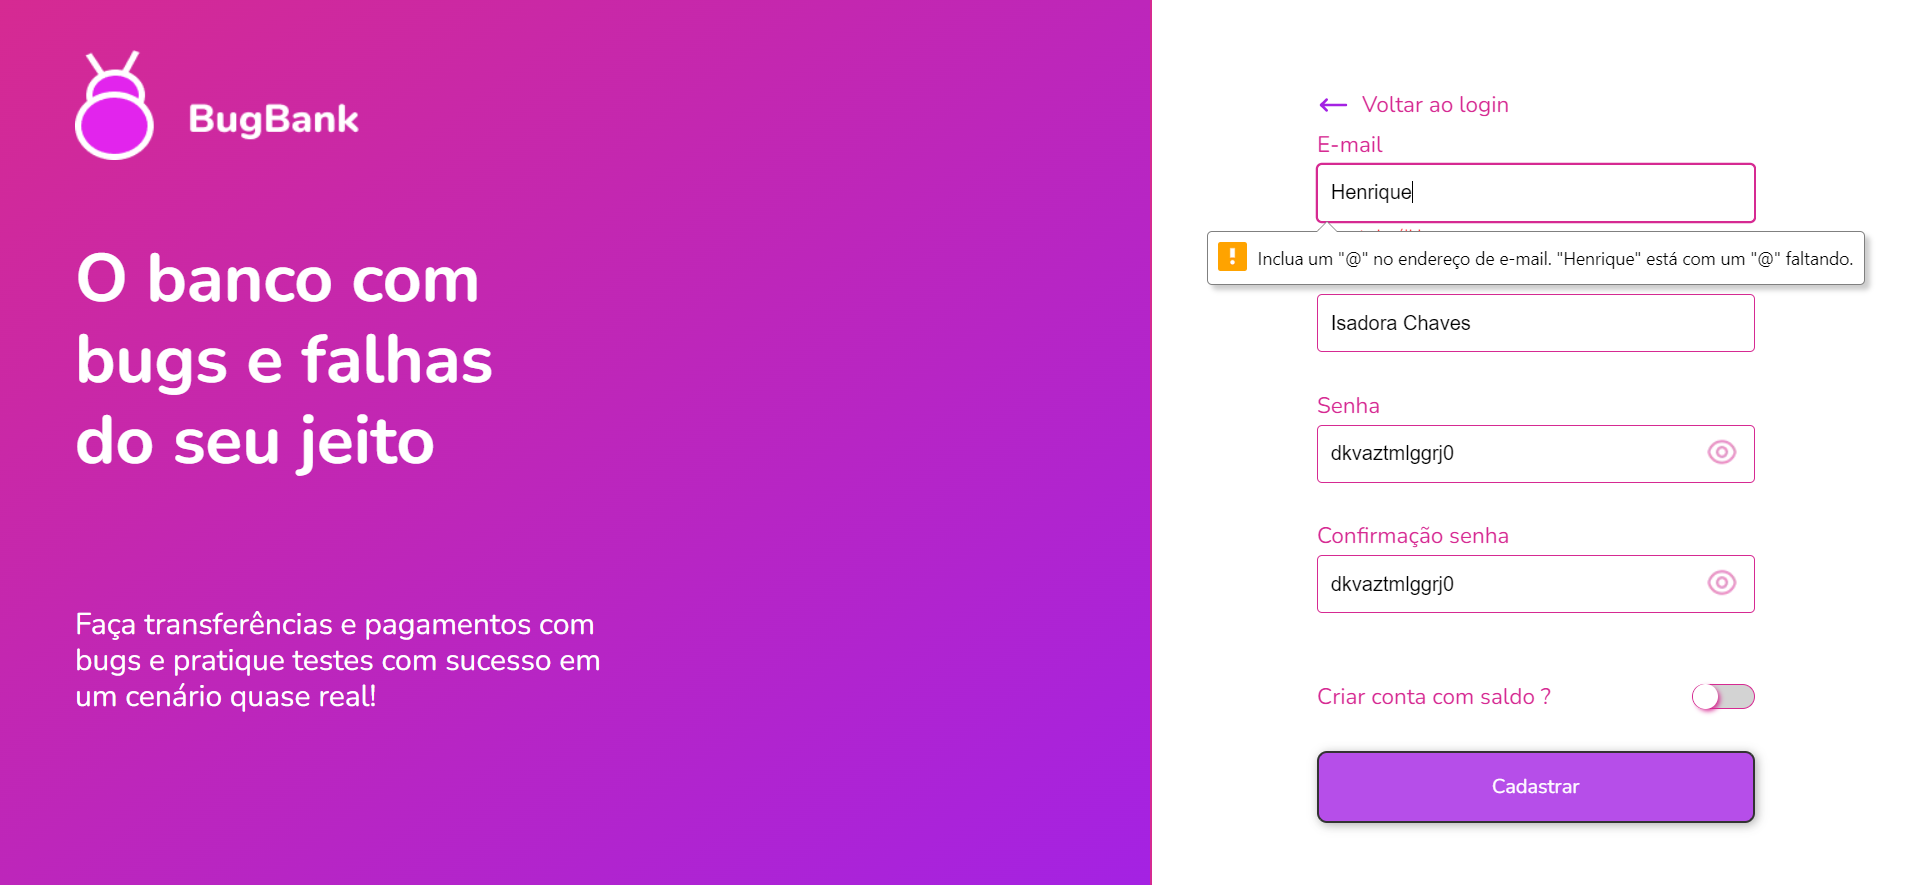 BugBank
O banco com
bugs e falhas
do seu jeito
Faça transferências e pagamentos com
bugs e pratique testes com sucesso em
um cenário quase real!
Voltar ao login
E-mail
Henrique
Inclua um "@" no endereço de e-mail. "Henrique" está com um "@" faltando.
Isadora Chaves
Senha
dkvaztmlggrj0
Confirmação senha
dkvaztmlggrj0
Criar conta com saldo ?
Cadastrar